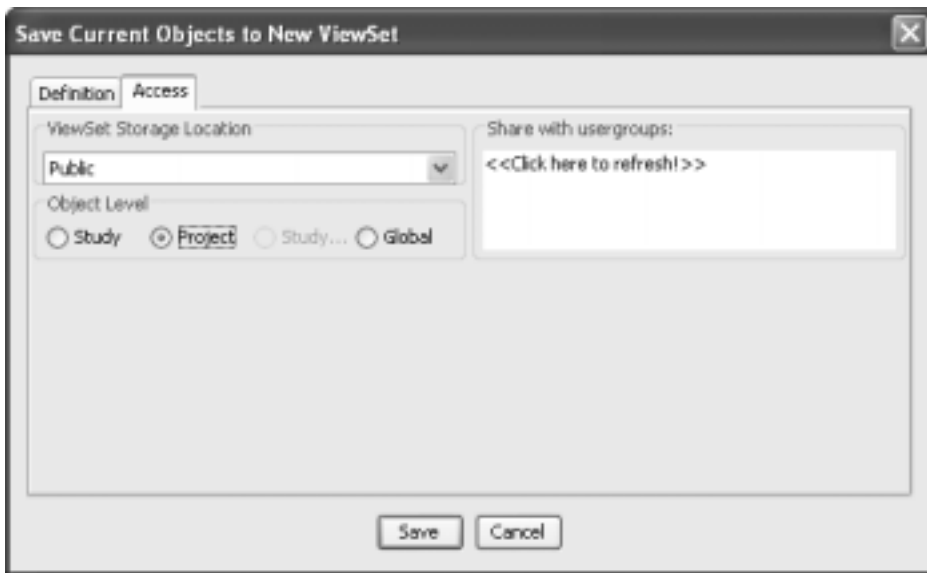 Save Current Objects to New ViewSet
Definition
Access
ViewSet Storage Location
Public
Object Level
Study
Project
Study...
Global
Share with usergroups:
<<Click here to refresh!>>
Save
Cancel